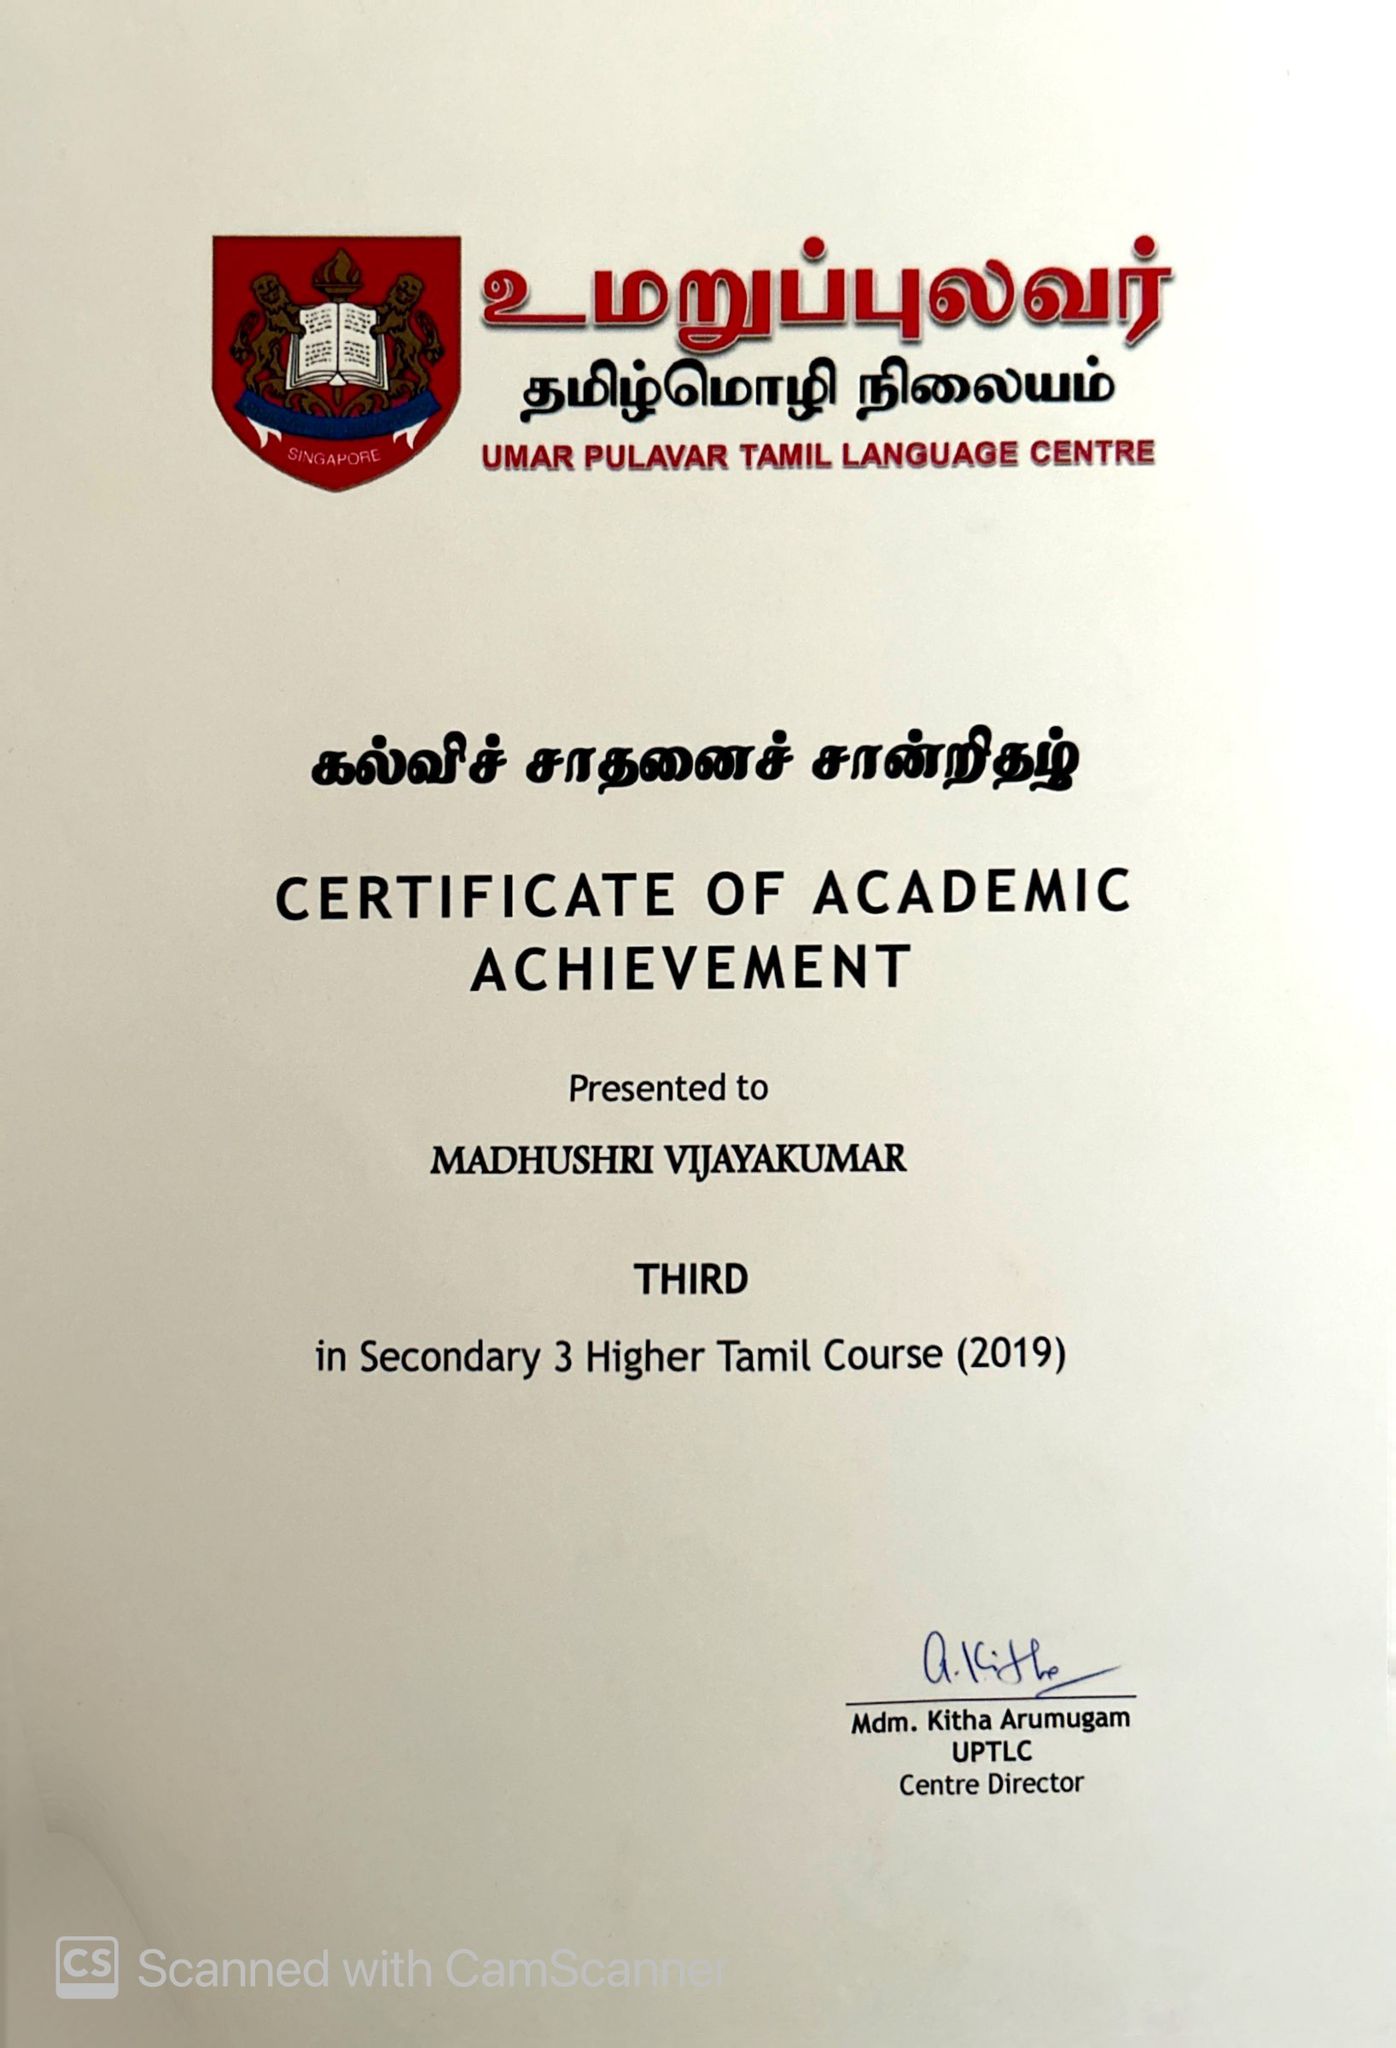 SINGAPORE
உமறுப்புலவர்
தமிழ்மொழி நிலையம்
UMAR PULAVAR TAMIL LANGUAGE CENTRE
கல்விச் சாதனைச் சான்றிதழ்
CERTIFICATE OF ACADEMIC
ACHIEVEMENT
Presented to
MADHUSHRI VIJAYAKUMAR
THIRD
in Secondary 3 Higher Tamil Course (2019)
A.Kitha
Mdm. Kitha Arumugam
UPTLC
Centre Director
CS Scanned with CamScanner